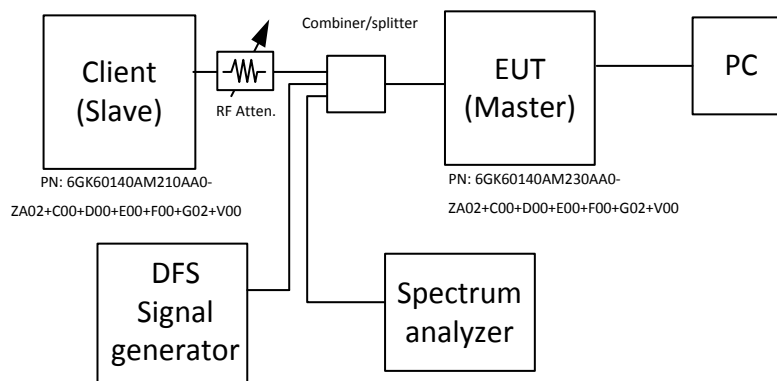 Combiner/splitter
Client
(Slave)
RF Atten.
EUT
(Master)
PC
PN: 6GK60140AM210AA0-
ZA02+C00+D00+E00+F00+G02+V00
PN: 6GK60140AM230AA0-
ZA02+C00+D00+E00+F00+G02+V00
DFS
Signal
generator
Spectrum
analyzer